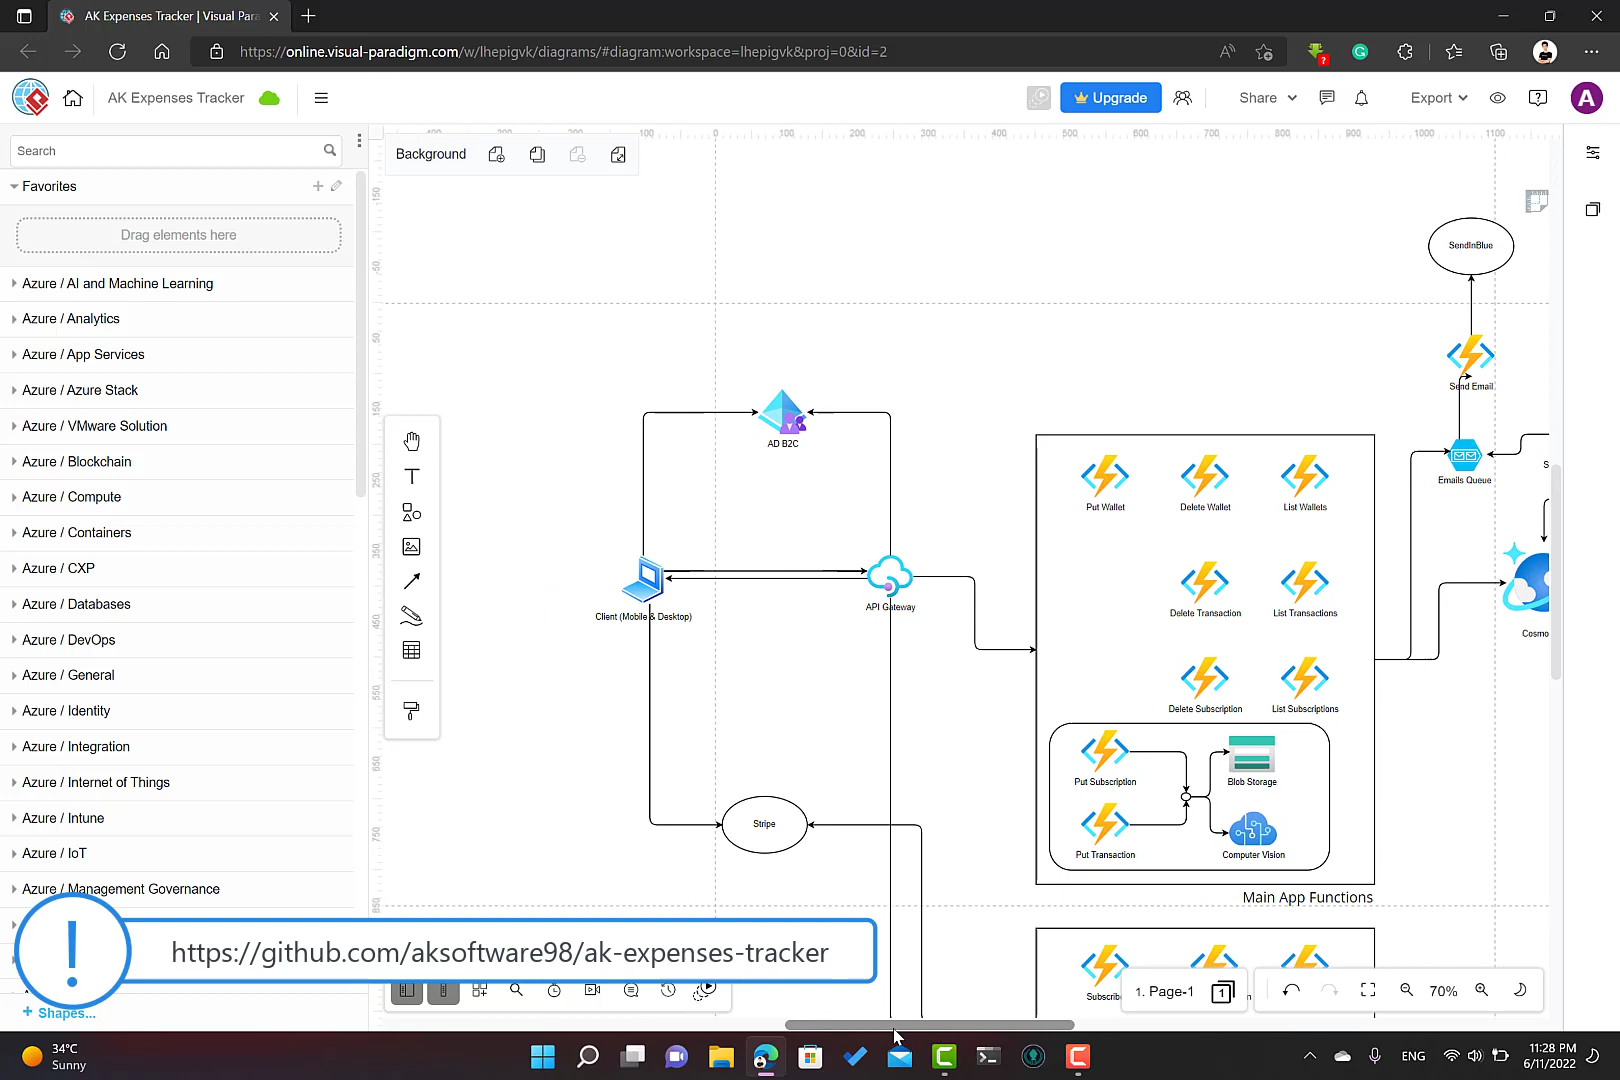 AK Expenses Tracker | Visual Para
https://online.visual-paradigm.com/w/lhepigvk/diagrams/#diagram:workspace=lhepigvk&proj=0&id=2
AK Expenses Tracker
Upgrade
Share
Export
A
Search
Background
Favorites
Drag elements here
Azure / AI and Machine Learning
Azure / Analytics
Azure / App Services
Azure / Azure Stack
Azure / VMware Solution
Azure / Blockchain
Azure / Compute
Azure / Containers
Azure / CXP
Azure / Databases
Azure / DevOps
Azure / General
Azure / Identity
Azure / Integration
Azure / Internet of Things
Azure / Intune
Azure / IoT
Azure / Management Governance
+ Shapes...
SendInBlue
Send Email
Emails Queue
AD B2C
Client (Mobile & Desktop)
API Gateway
Put Wallet
Delete Wallet
List Wallets
Delete Transaction
List Transactions
Cosmo
Delete Subscription
List Subscriptions
Put Subscription
Blob Storage
Put Transaction
Computer Vision
Stripe
Main App Functions
https://github.com/aksoftware98/ak-expenses-tracker
Subscribe
1. Page-1
1
70%
34°C
Sunny
ENG
11:28 PM
6/11/2022